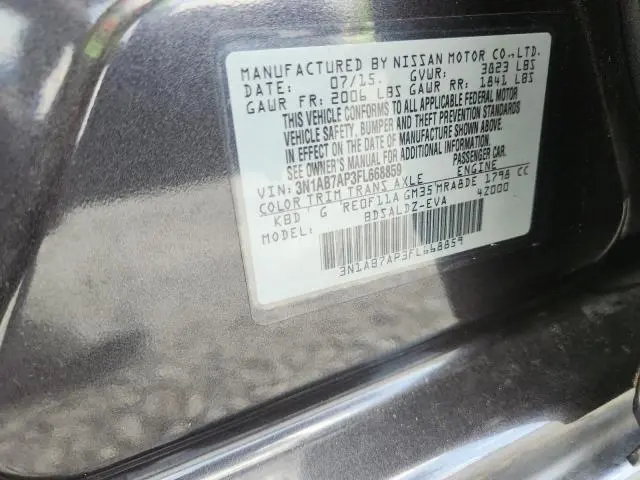 MANUFACTURED BY NISSAN MOTOR CO.,LTD.
DATE: 07/15 GVWR: 3823 LBS
GAWR FR: 2006 LBS GAWR RR: 1841 LBS
THIS VEHICLE CONFORMS TO ALL APPLICABLE FEDERAL MOTOR
VEHICLE SAFETY, BUMPER AND THEFT PREVENTION STANDARDS
IN EFFECT ON THE DATE OF MANUFACTURE SHOWN ABOVE.
SEE OWNER'S MANUAL FOR
VIN: 3N1AB7AP3FL668859 PASSENGER CAR
COLOR TRIM TRANS AXLE ENGINE
KBD G RE0F11A GM35 MRA8DE 1798 CC
MODEL: BDSALDZ-EVA 42000
3N1AB7AP3FL668859